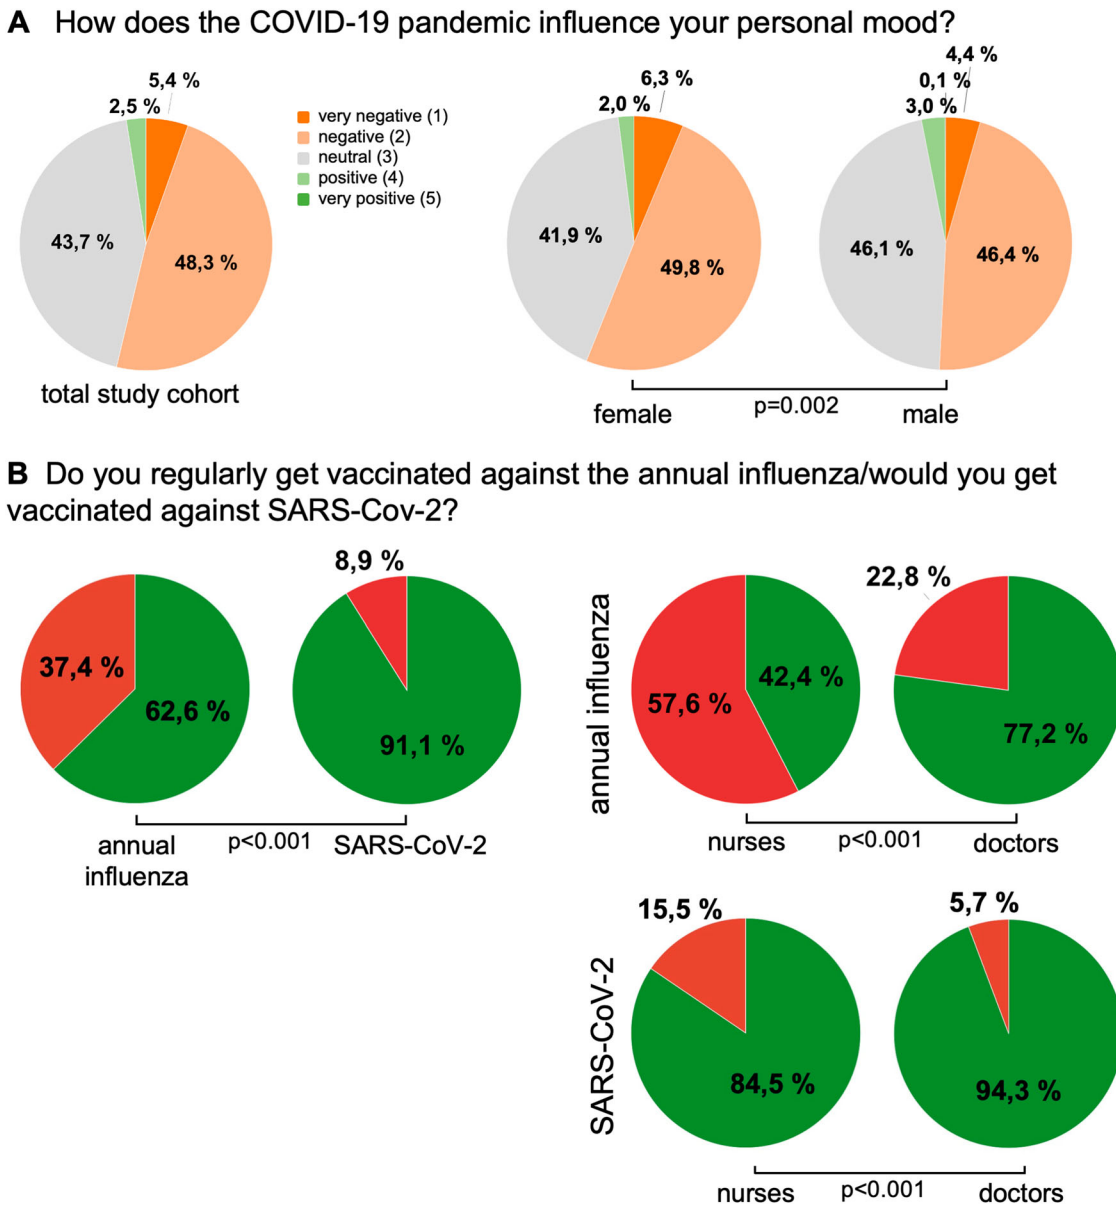 A How does the COVID-19 pandemic influence your personal mood?
5,4 %
2,5 %
43,7 %
48,3 %
total study cohort
very negative (1)
negative (2)
neutral (3)
positive (4)
very positive (5)
6,3 %
2,0 %
41,9 %
49,8 %
female
p=0.002
4,4 %
0,1 %
3,0 %
46,1 %
46,4 %
male
B Do you regularly get vaccinated against the annual influenza/would you get
vaccinated against SARS-Cov-2?
37,4 %
62,6 %
annual
influenza
p<0.001
8,9 %
91,1 %
SARS-CoV-2
annual influenza
57,6 %
42,4 %
nurses
p<0.001
22,8 %
77,2 %
doctors
SARS-CoV-2
15,5 %
84,5 %
nurses
p<0.001
5,7 %
94,3 %
doctors